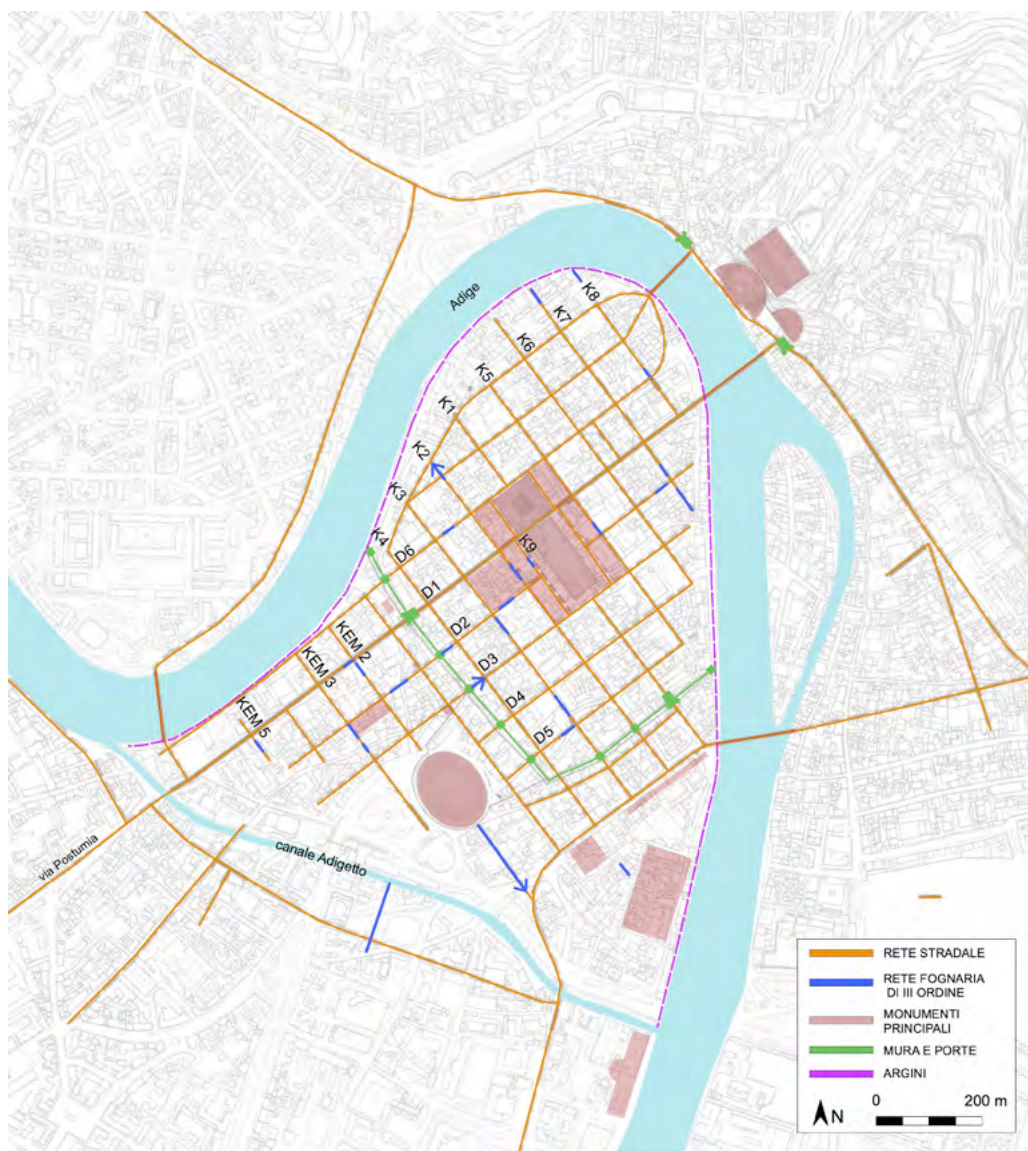 Adige
K8
K7
K6
K5
K1
K2
K3
K4
D6
K9
D1
D2
KEM 2
D3
KEM 3
D4
KEM 5
D5
via Postumia
canale Adigetto
RETE STRADALE
RETE FOGNARIA
DI III ORDINE
MONUMENTI
PRINCIPALI
MURA E PORTE
ARGINI
N
0 200 m